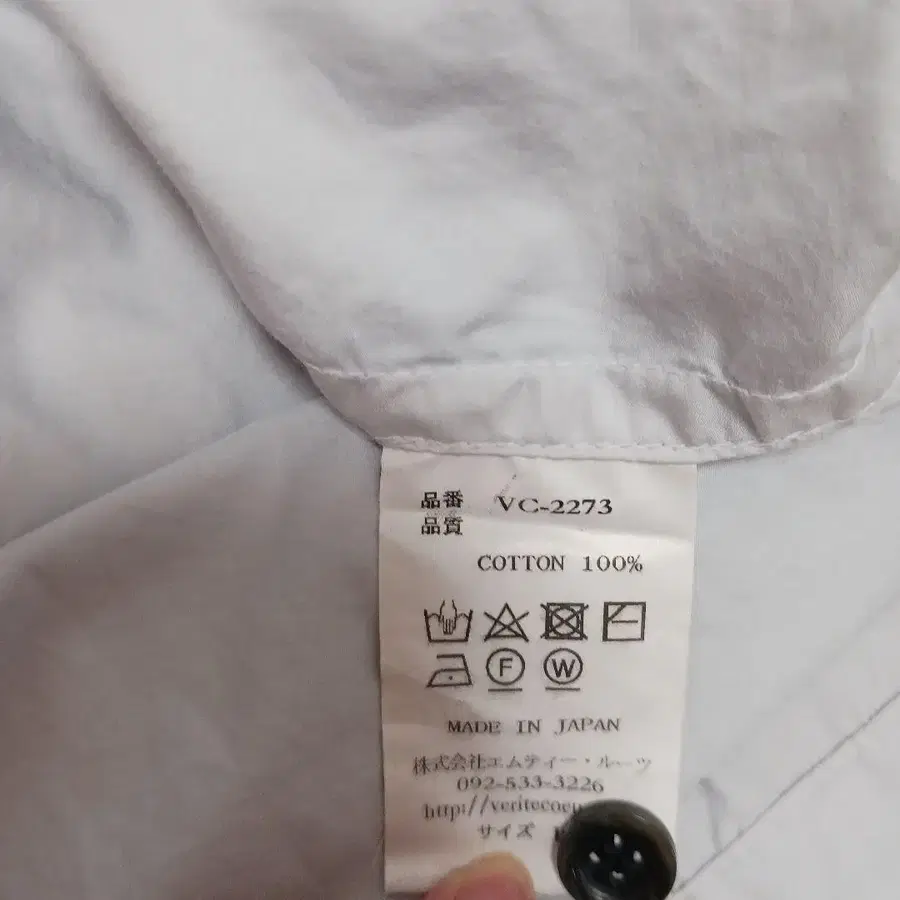 品番 VC-2273
品質
COTTON 100%
F W
MADE IN JAPAN
株式会社エムティー・ルーツ
092-533-3226
http://veritecoeu
サイズ